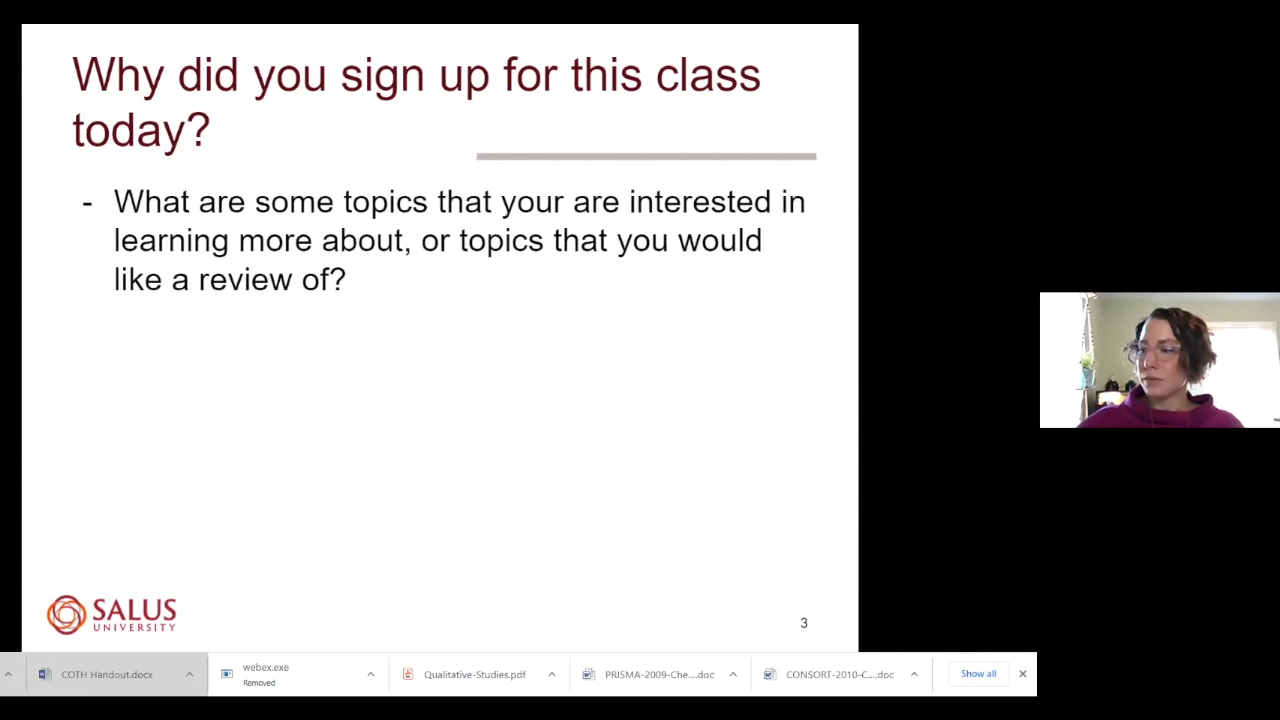 Why did you sign up for this class
today?
- What are some topics that your are interested in
learning more about, or topics that you would
like a review of?
SALUS
UNIVERSITY
3
COTH Handout.docx
webex.exe
Removed
Qualitative-Studies.pdf
PRISMA-2009-Che....doc
CONSORT-2010-C....doc
Show all